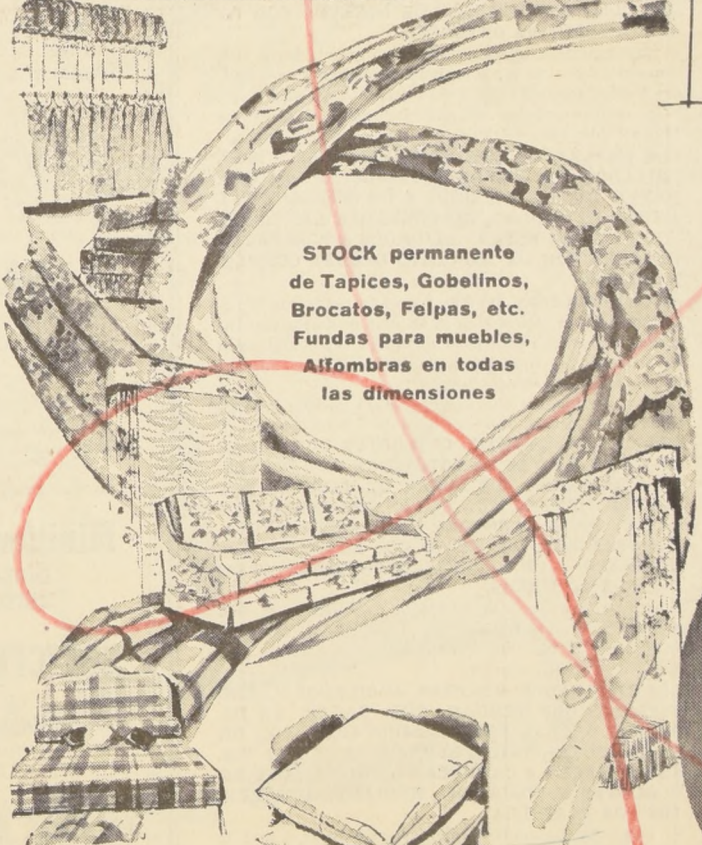 STOCK permanente
de Tapices, Gobelinos,
Brocatos, Felpas, etc.
Fundas para muebles,
Alfombras en todas
las dimensiones